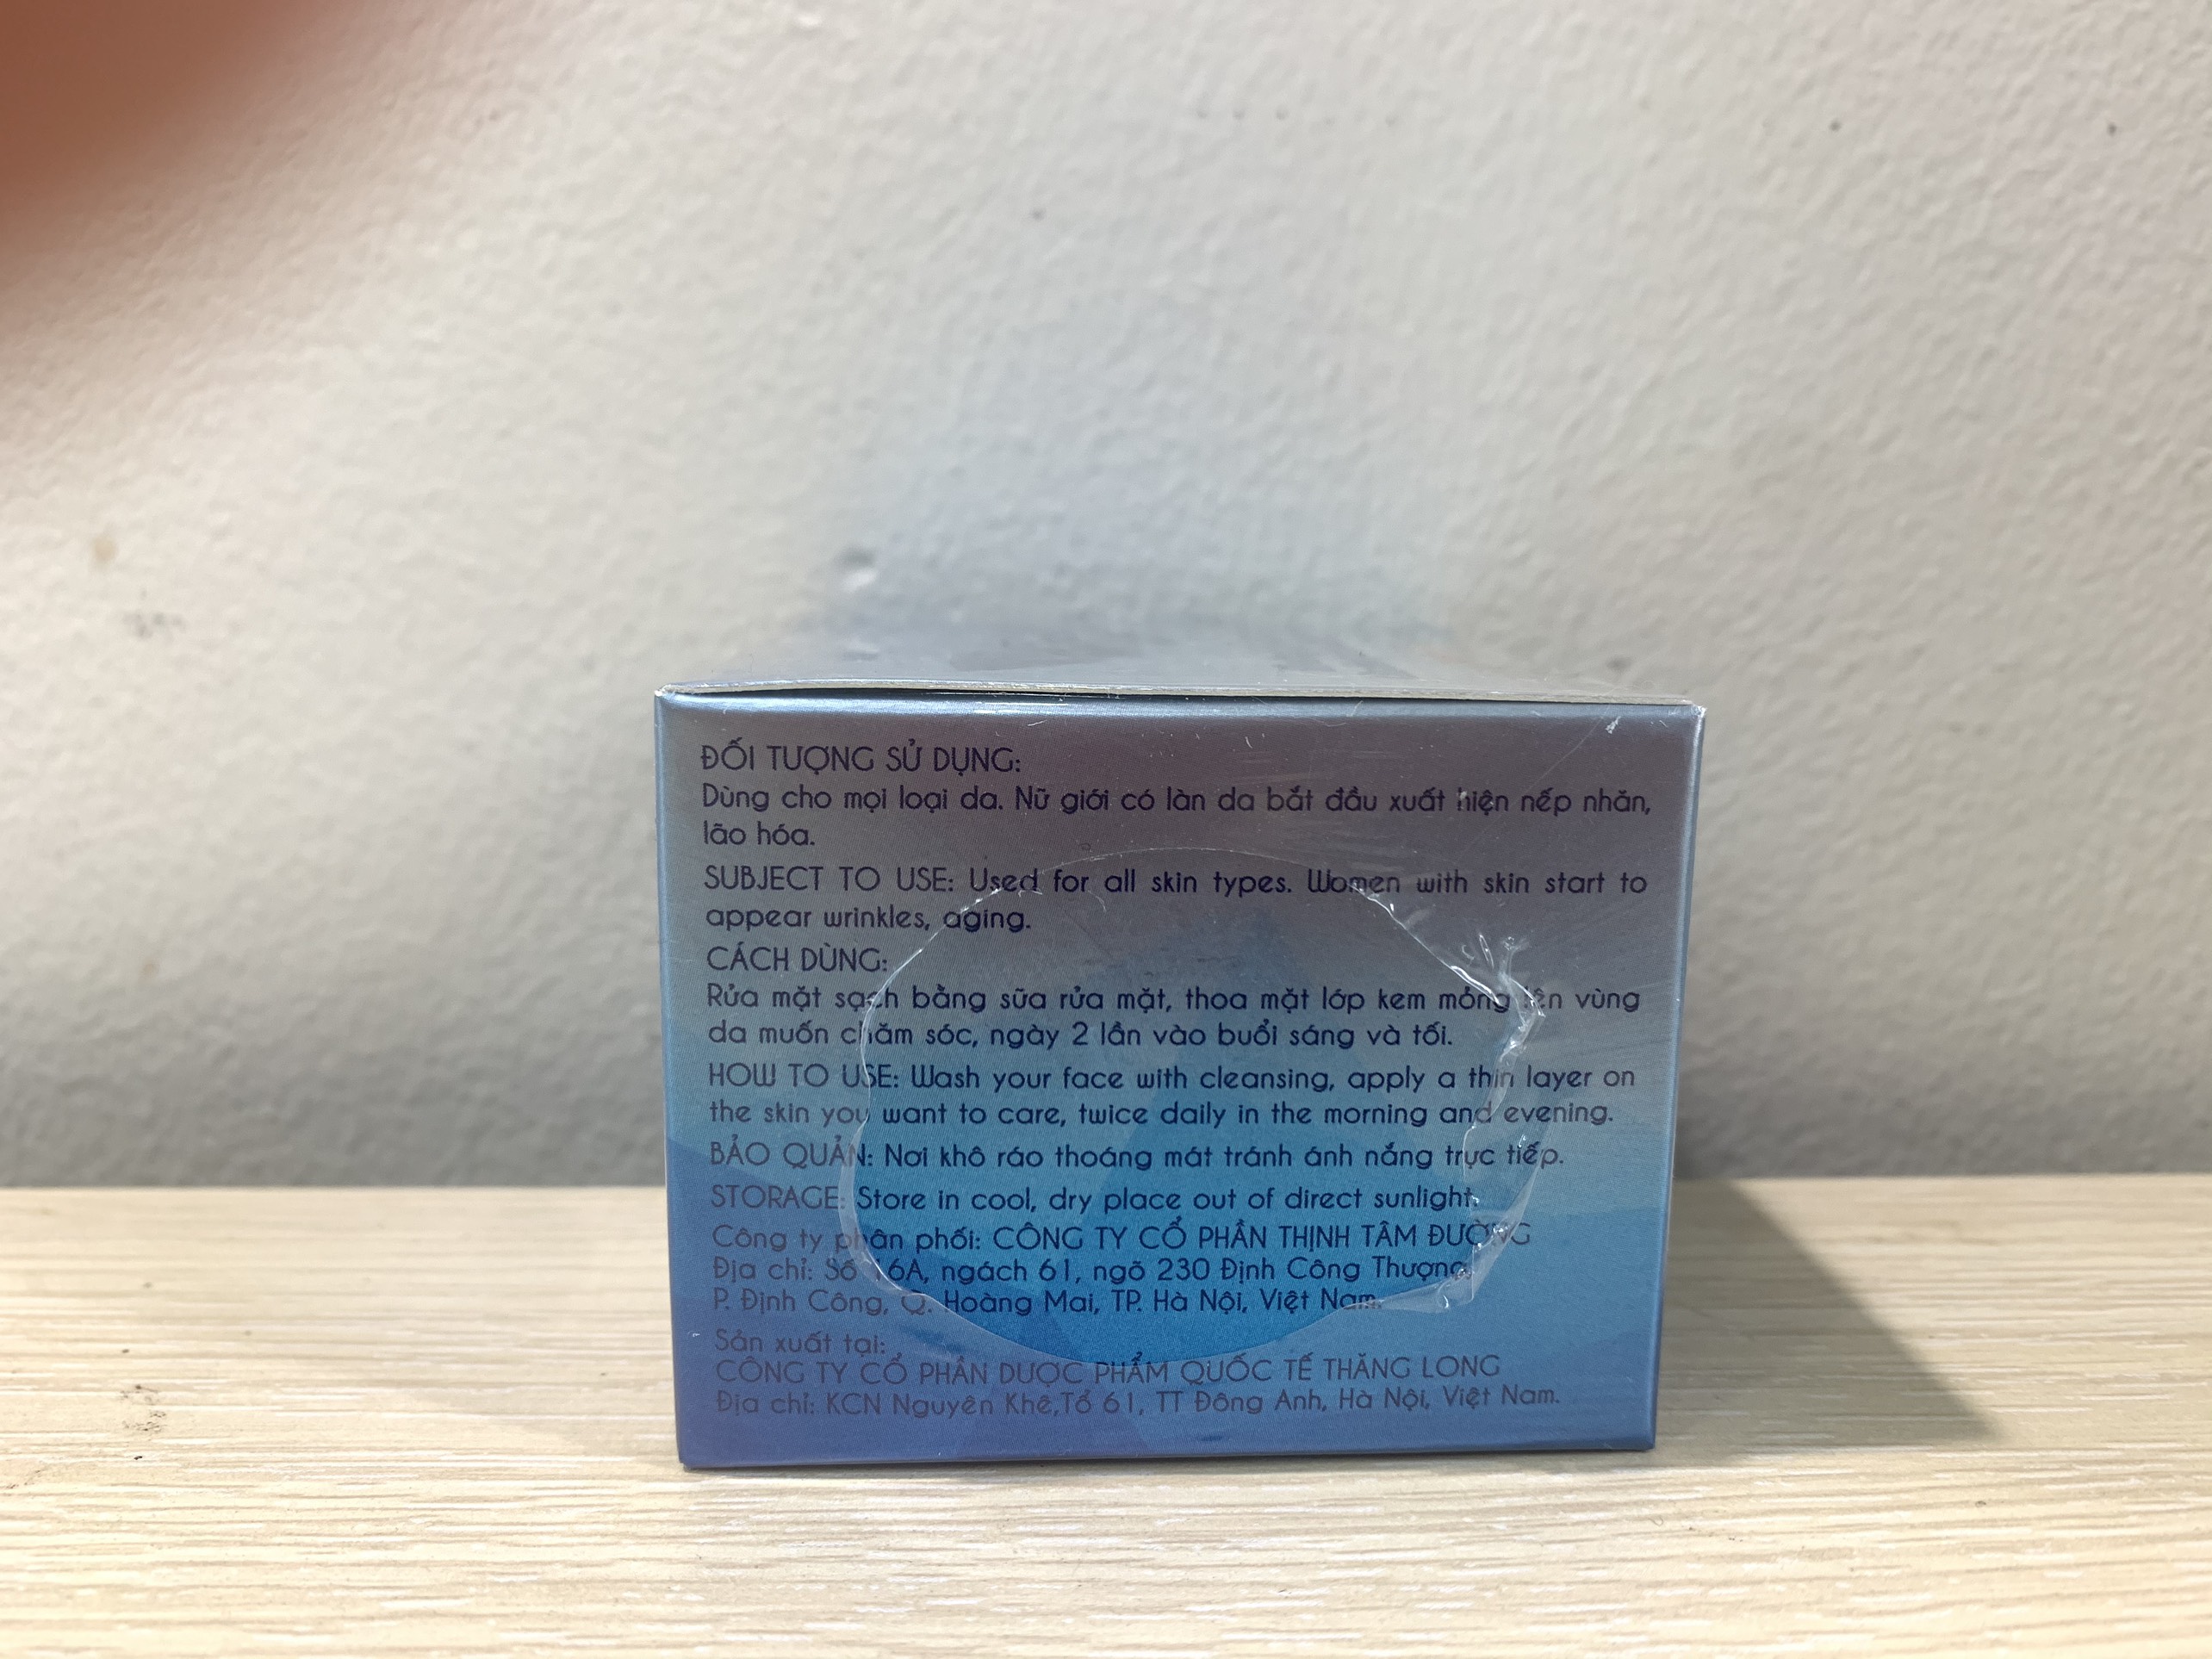 ĐỐI TƯỢNG SỬ DỤNG:
Dùng cho mọi loại da. Nữ giới có làn da bắt đầu xuất hiện nếp nhăn,
lão hóa.
SUBJECT TO USE: Used for all skin types. Women with skin start to
appear wrinkles, aging.
CÁCH DÙNG:
Rửa mặt sạch bằng sữa rửa mặt, thoa mặt lớp kem mỏng lên vùng
da muốn chăm sóc, ngày 2 lần vào buổi sáng và tối.
HOW TO USE: Wash your face with cleansing, apply a thin layer on
the skin you want to care, twice daily in the morning and evening.
BẢO QUẢN: Nơi khô ráo thoáng mát tránh ánh nắng trực tiếp.
STORAGE: Store in cool, dry place out of direct sunlight.
Công ty phân phối: CÔNG TY CỔ PHẦN THỊNH TÂM ĐƯỜNG
Địa chỉ: Số 16A, ngách 61, ngõ 230 Định Công Thượng,
P. Định Công, Q. Hoàng Mai, TP. Hà Nội, Việt Nam.
Sản xuất tại:
CÔNG TY CỔ PHẦN DƯỢC PHẨM QUỐC TẾ THĂNG LONG
Địa chỉ: KCN Nguyên Khê,Tổ 61, TT Đông Anh, Hà Nội, Việt Nam.